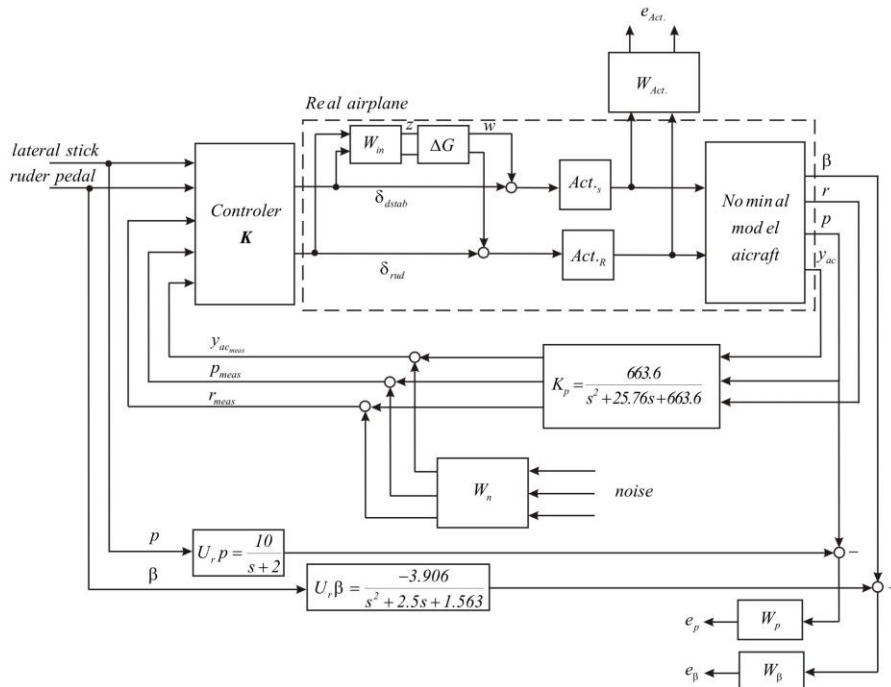 e_Act.
W_Act.
Real airplane
z
w
W_in
ΔG
lateral stick
ruder pedal
Controler
K
δ_dstab
δ_rud
Act._s
Act._R
Nominal
model
aicraft
β
r
p
y_ac
y_ac_meas
p_meas
r_meas
K_p = 663.6 / s² +25.76s+663.6
W_n
noise
p
U_r p = 10 / s + 2
−
β
U_r β = −3.906 / s² + 2.5s + 1.563
e_p
W_p
e_β
W_β